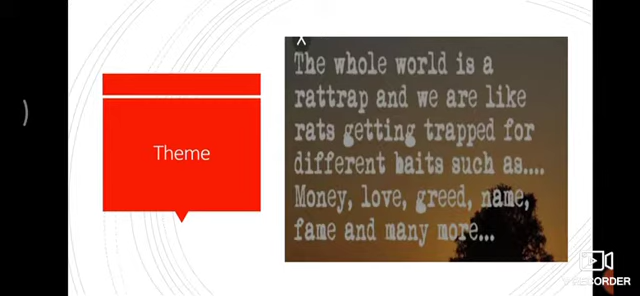 Theme
The whole world is a
rattrap and we are like
rats getting trapped for
different baits such as....
Money, love, greed, name,
fame and many more...
RECORDER